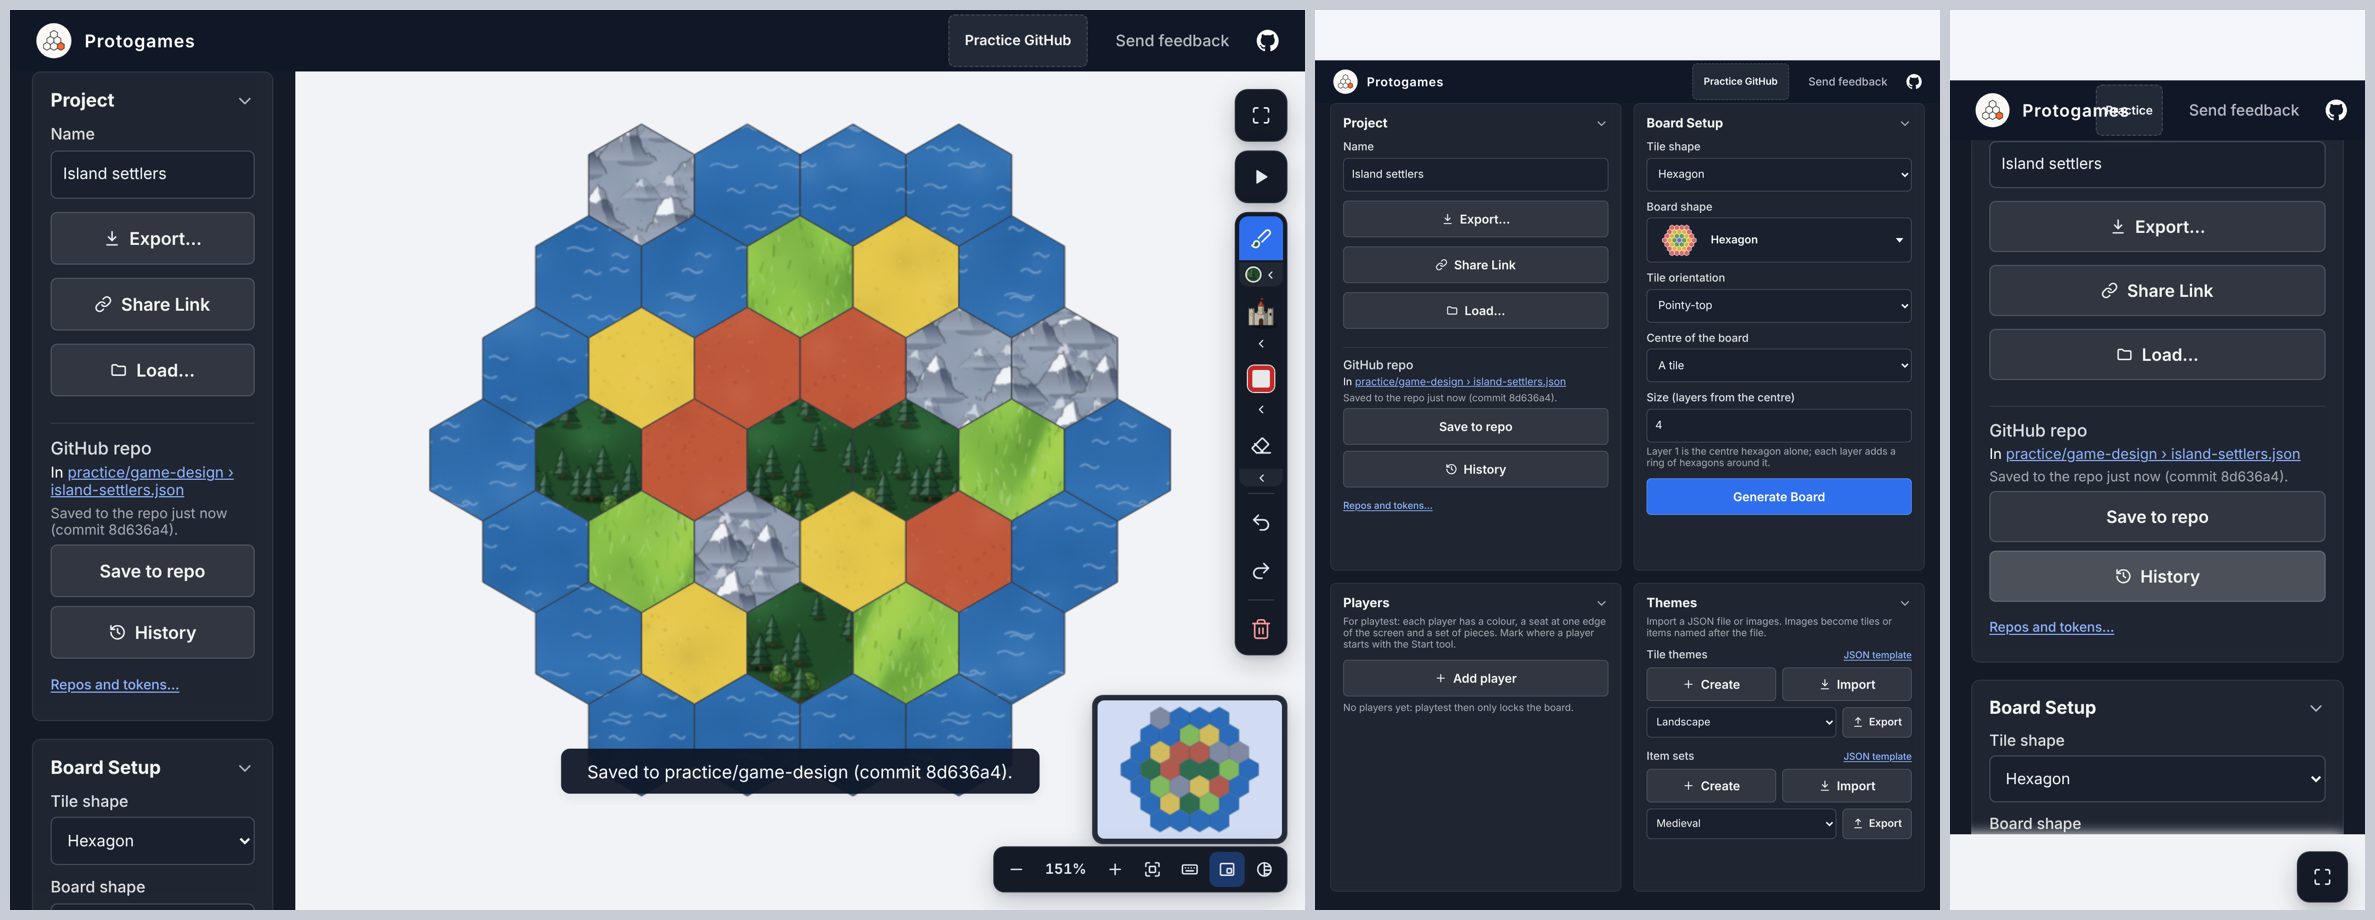 Protogames
Practice GitHub
Send feedback
Project
Name
Island settlers
Export...
Share Link
Load...
GitHub repo
In practice/game-design ›
island-settlers.json
Saved to the repo just now
(commit 8d636a4).
Save to repo
History
Repos and tokens...
Board Setup
Tile shape
Hexagon
Board shape
Saved to practice/game-design (commit 8d636a4).
151%
Protogames
Practice GitHub
Send feedback
Project
Name
Island settlers
Export...
Share Link
Load...
GitHub repo
In practice/game-design › island-settlers.json
Saved to the repo just now (commit 8d636a4).
Save to repo
History
Repos and tokens...
Board Setup
Tile shape
Hexagon
Board shape
Hexagon
Tile orientation
Pointy-top
Centre of the board
A tile
Size (layers from the centre)
4
Layer 1 is the centre hexagon alone; each layer adds a
ring of hexagons around it.
Generate Board
Players
For playtest: each player has a colour, a seat at one edge
of the screen and a set of pieces. Mark where a player
starts with the Start tool.
Add player
No players yet: playtest then only locks the board.
Themes
Import a JSON file or images. Images become tiles or
items named after the file.
Tile themes
JSON template
Create
Import
Landscape
Export
Item sets
JSON template
Create
Import
Medieval
Export
Protogames
Practice
Send feedback
Island settlers
Export...
Share Link
Load...
GitHub repo
In practice/game-design › island-settlers.json
Saved to the repo just now (commit 8d636a4).
Save to repo
History
Repos and tokens...
Board Setup
Tile shape
Hexagon
Board shape